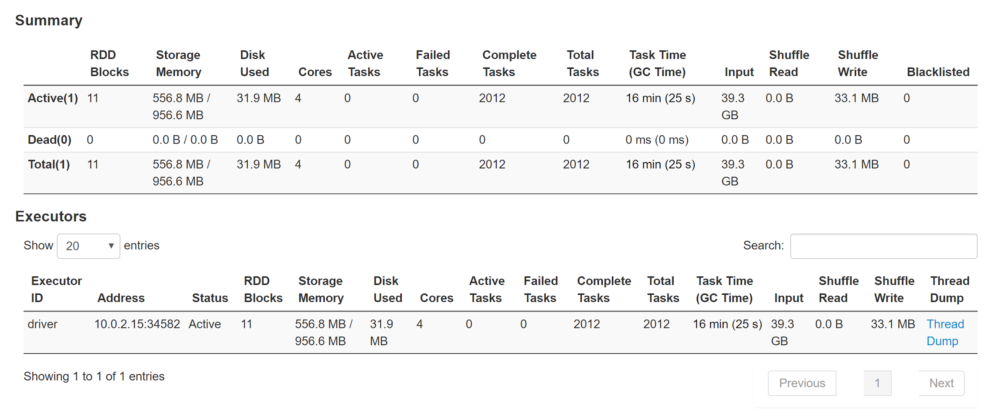 Summary
RDD Blocks Storage Memory Disk Used Cores Active Tasks Failed Tasks Complete Tasks Total Tasks Task Time (GC Time) Input Shuffle Read Shuffle Write Blacklisted
Active(1) 11 556.8 MB / 956.6 MB 31.9 MB 4 0 0 2012 2012 16 min (25 s) 39.3 GB 0.0 B 33.1 MB 0
Dead(0) 0 0.0 B / 0.0 B 0.0 B 0 0 0 0 0 0 ms (0 ms) 0.0 B 0.0 B 0.0 B 0
Total(1) 11 556.8 MB / 956.6 MB 31.9 MB 4 0 0 2012 2012 16 min (25 s) 39.3 GB 0.0 B 33.1 MB 0
Executors
Show 20 entries Search:
Executor ID Address Status RDD Blocks Storage Memory Disk Used Cores Active Tasks Failed Tasks Complete Tasks Total Tasks Task Time (GC Time) Input Shuffle Read Shuffle Write Thread Dump
driver 10.0.2.15:34582 Active 11 556.8 MB / 956.6 MB 31.9 MB 4 0 0 2012 2012 16 min (25 s) 39.3 GB 0.0 B 33.1 MB Thread Dump
Showing 1 to 1 of 1 entries
Previous 1 Next